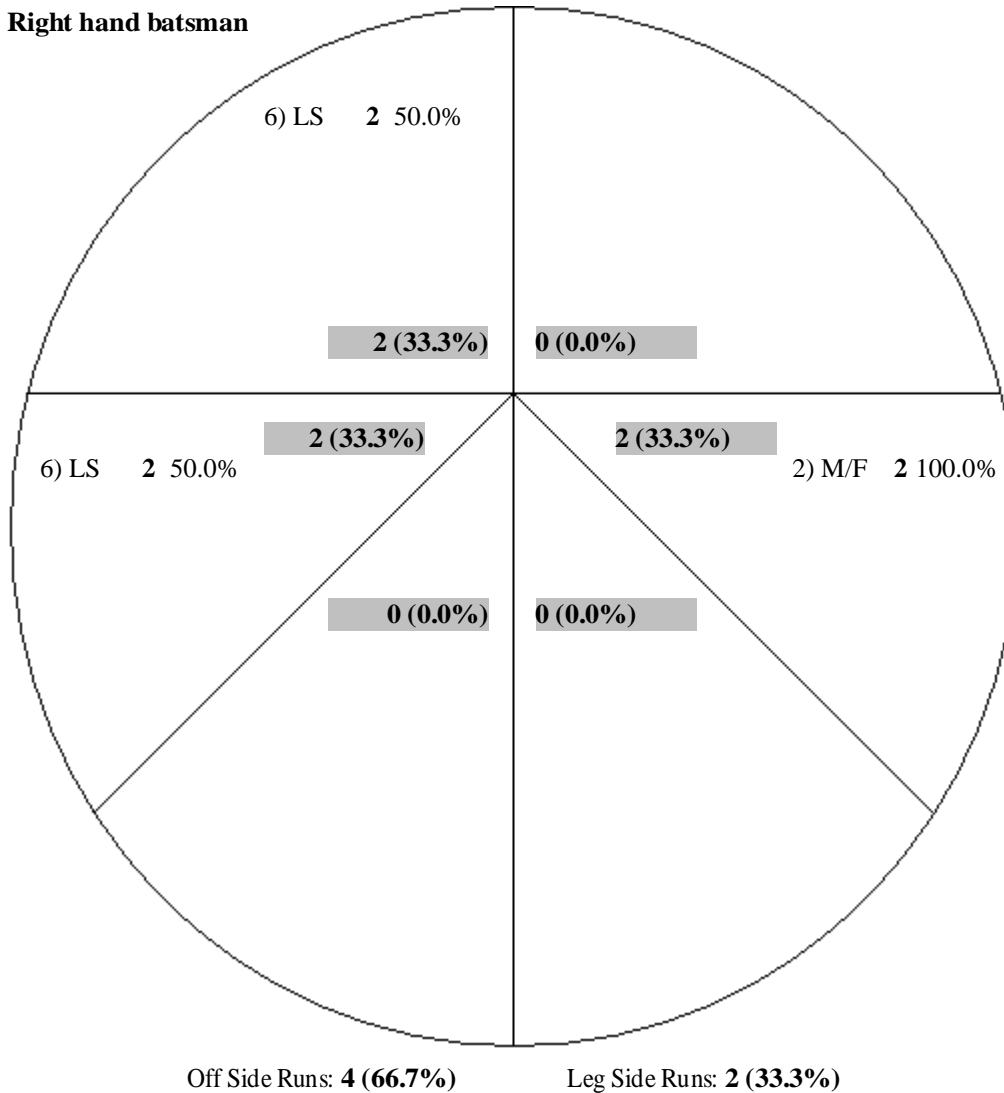 Right hand batsman
6) LS 2 50.0%
2 (33.3%) 0 (0.0%)
2 (33.3%) 2 (33.3%)
6) LS 2 50.0% 2) M/F 2 100.0%
0 (0.0%) 0 (0.0%)
Off Side Runs: 4 (66.7%) Leg Side Runs: 2 (33.3%)